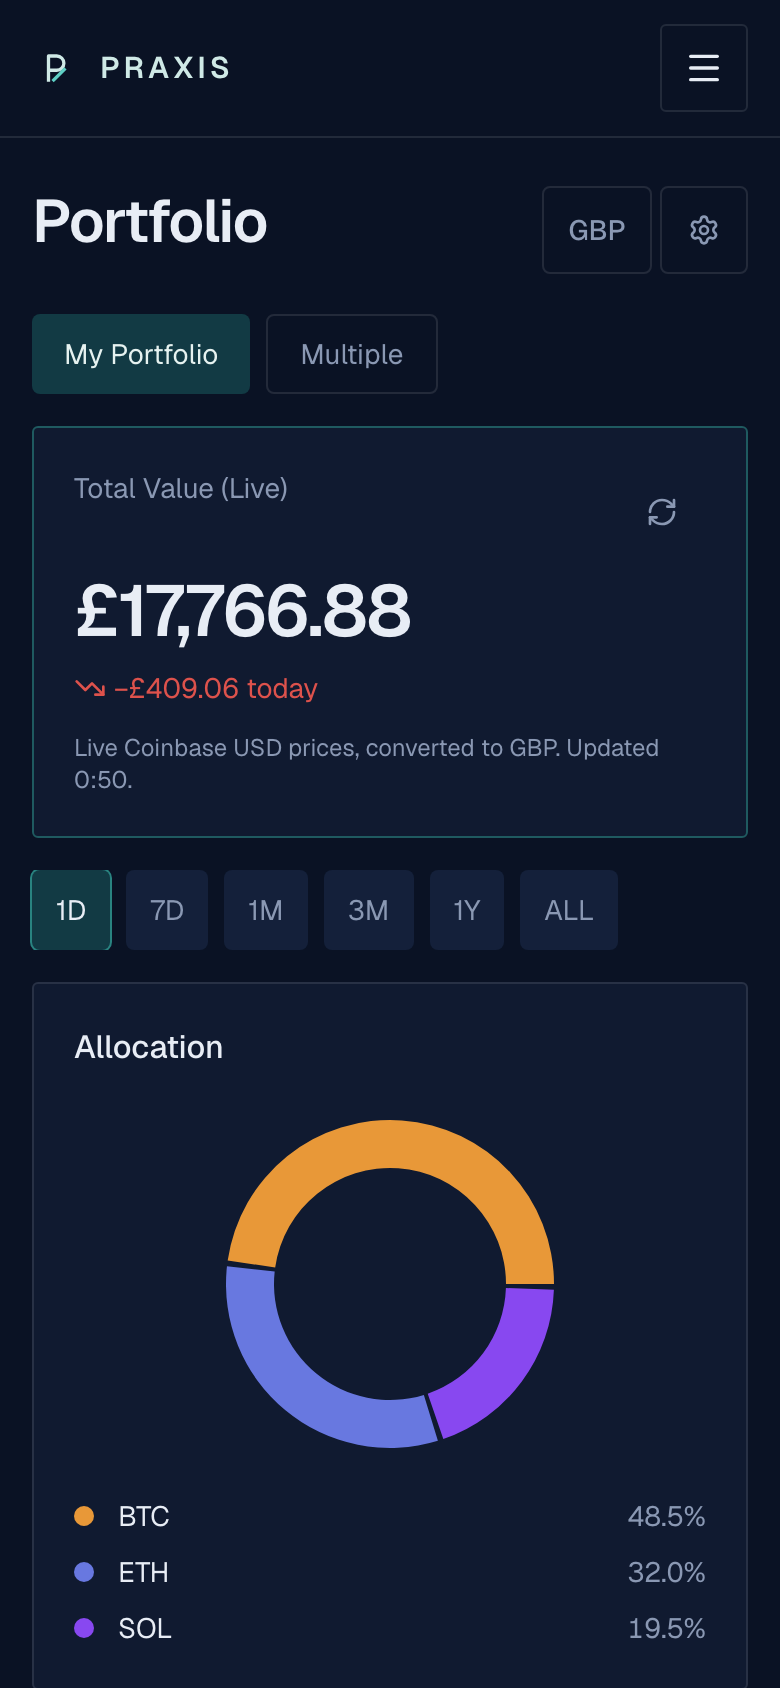 PRAXIS
Portfolio
GBP
My Portfolio
Multiple
Total Value (Live)
£17,766.88
−£409.06 today
Live Coinbase USD prices, converted to GBP. Updated
0:50.
1D 7D 1M 3M 1Y ALL
Allocation
BTC 48.5%
ETH 32.0%
SOL 19.5%